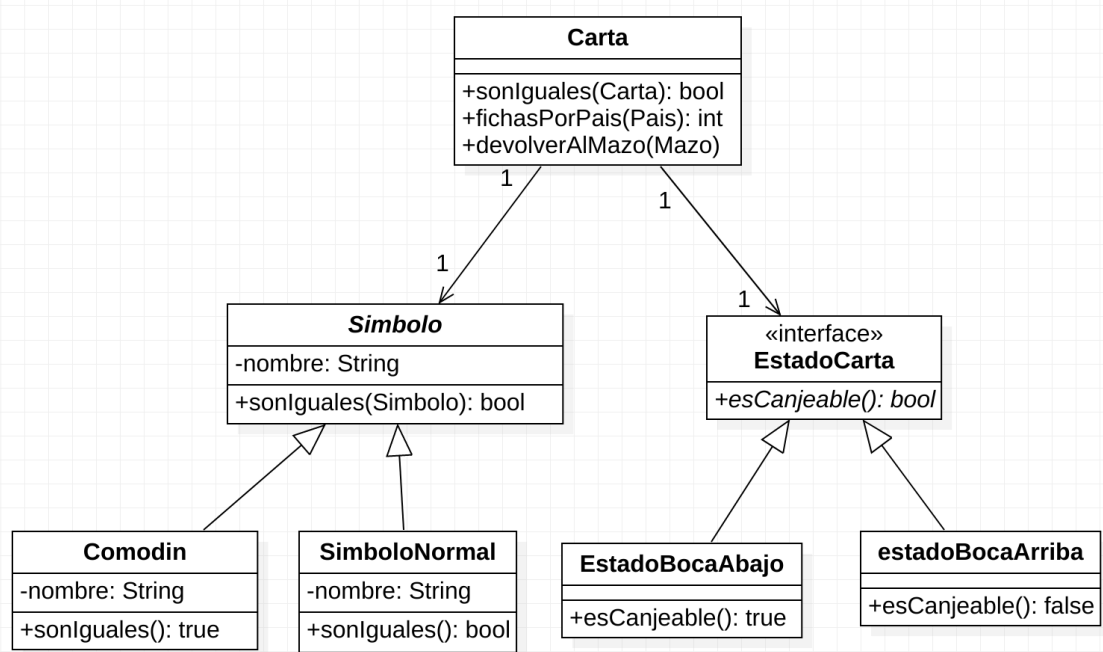 Carta
+sonIguales(Carta): bool
+fichasPorPais(Pais): int
+devolverAlMazo(Mazo)
1
1
1
1
Simbolo
-nombre: String
+sonIguales(Simbolo): bool
«interface»
EstadoCarta
+esCanjeable(): bool
Comodin
-nombre: String
+sonIguales(): true
SimboloNormal
-nombre: String
+sonIguales(): bool
EstadoBocaAbajo
+esCanjeable(): true
estadoBocaArriba
+esCanjeable(): false